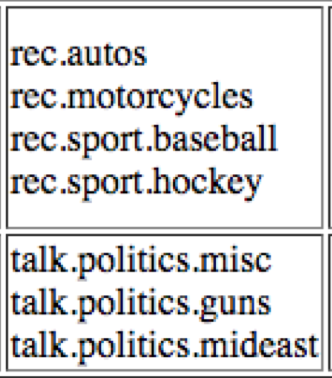 rec.autos
rec.motorcycles
rec.sport.baseball
rec.sport.hockey
talk.politics.misc
talk.politics.guns
talk.politics.mideast